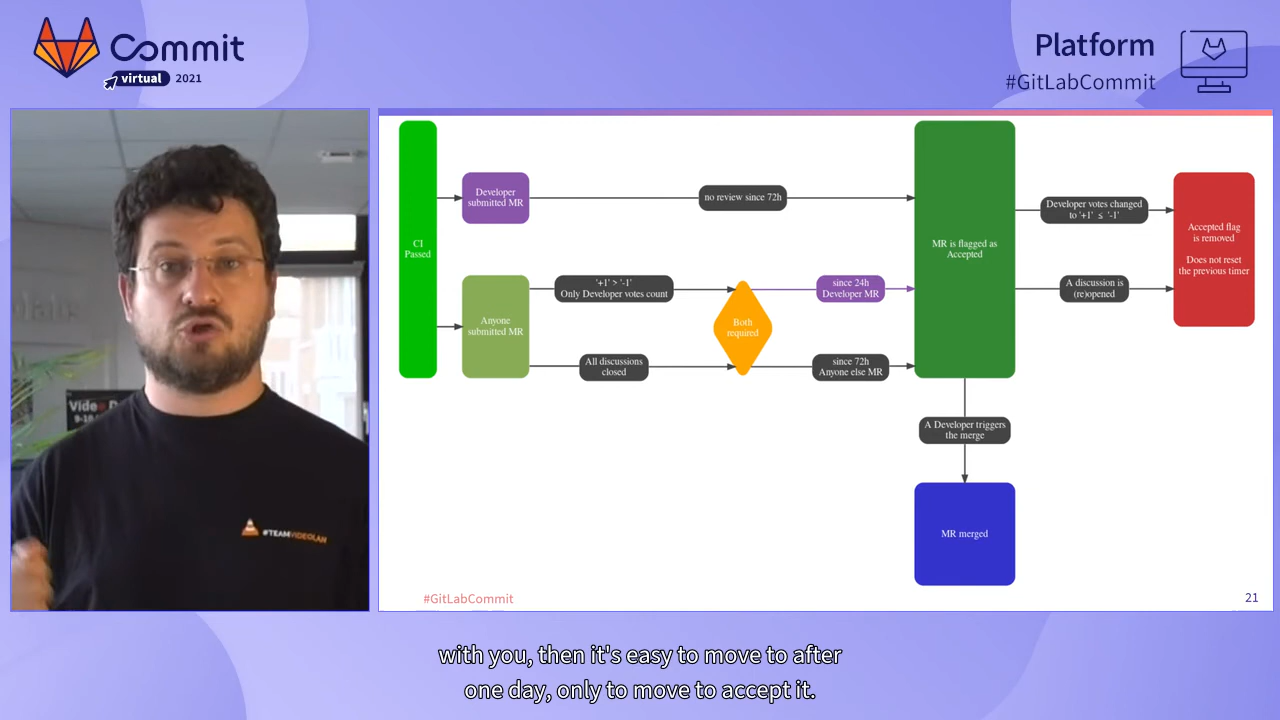 Commit
virtual 2021
Platform
#GitLabCommit
CI
Passed
Developer
submitted MR
no review since 72h
Anyone
submitted MR
'+1' > '-1'
Only Developer votes count
All discussions
closed
Both
required
since 24h
Developer MR
since 72h
Anyone else MR
MR is flagged as
Accepted
Developer votes changed
to '+1' ≤ '-1'
A discussion is
(re)opened
Accepted flag
is removed
Does not reset
the previous timer
A Developer triggers
the merge
MR merged
#TEAMVIDEOLAN
#GitLabCommit
21
with you, then it's easy to move to after
one day, only to move to accept it.